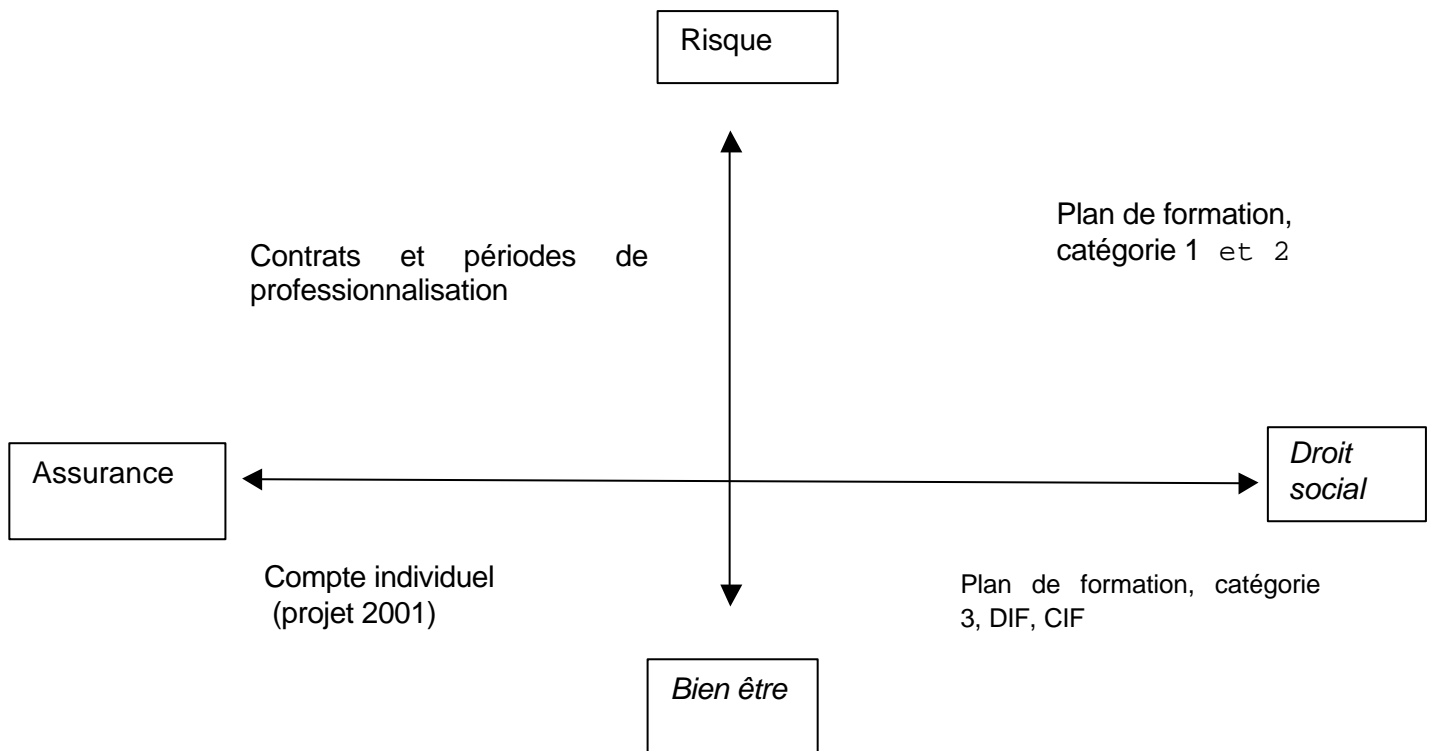 Risque
Plan de formation,
catégorie 1 et 2
Contrats et périodes de
professionnalisation
Assurance
Droit
social
Compte individuel
(projet 2001)
Plan de formation, catégorie
3, DIF, CIF
Bien être